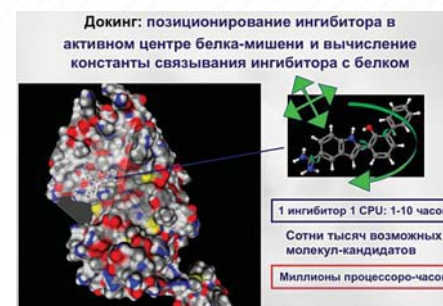 Докинг: позиционирование ингибитора в
активном центре белка-мишени и вычисление
константы связывания ингибитора с белком
1 ингибитор 1 CPU: 1-10 часо
Сотни тысяч возможных
молекул-кандидатов
Миллионы процессоро-часо